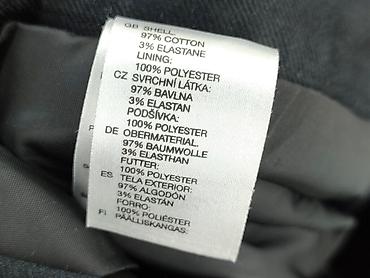 GB SHELL:
97% COTTON
3% ELASTANE
LINING:
100% POLYESTER
CZ SVRCHNÍ LÁTKA:
97% BAVLNA
3% ELASTAN
PODŠÍVKA:
100% POLYESTER
DE OBERMATERIAL:
97% BAUMWOLLE
3% ELASTHAN
FUTTER:
100% POLYESTER
ES TELA EXTERIOR:
97% ALGODÓN
3% ELASTÁN
FORRO:
100% POLIÉSTER
FI PÄÄLLISKANGAS: